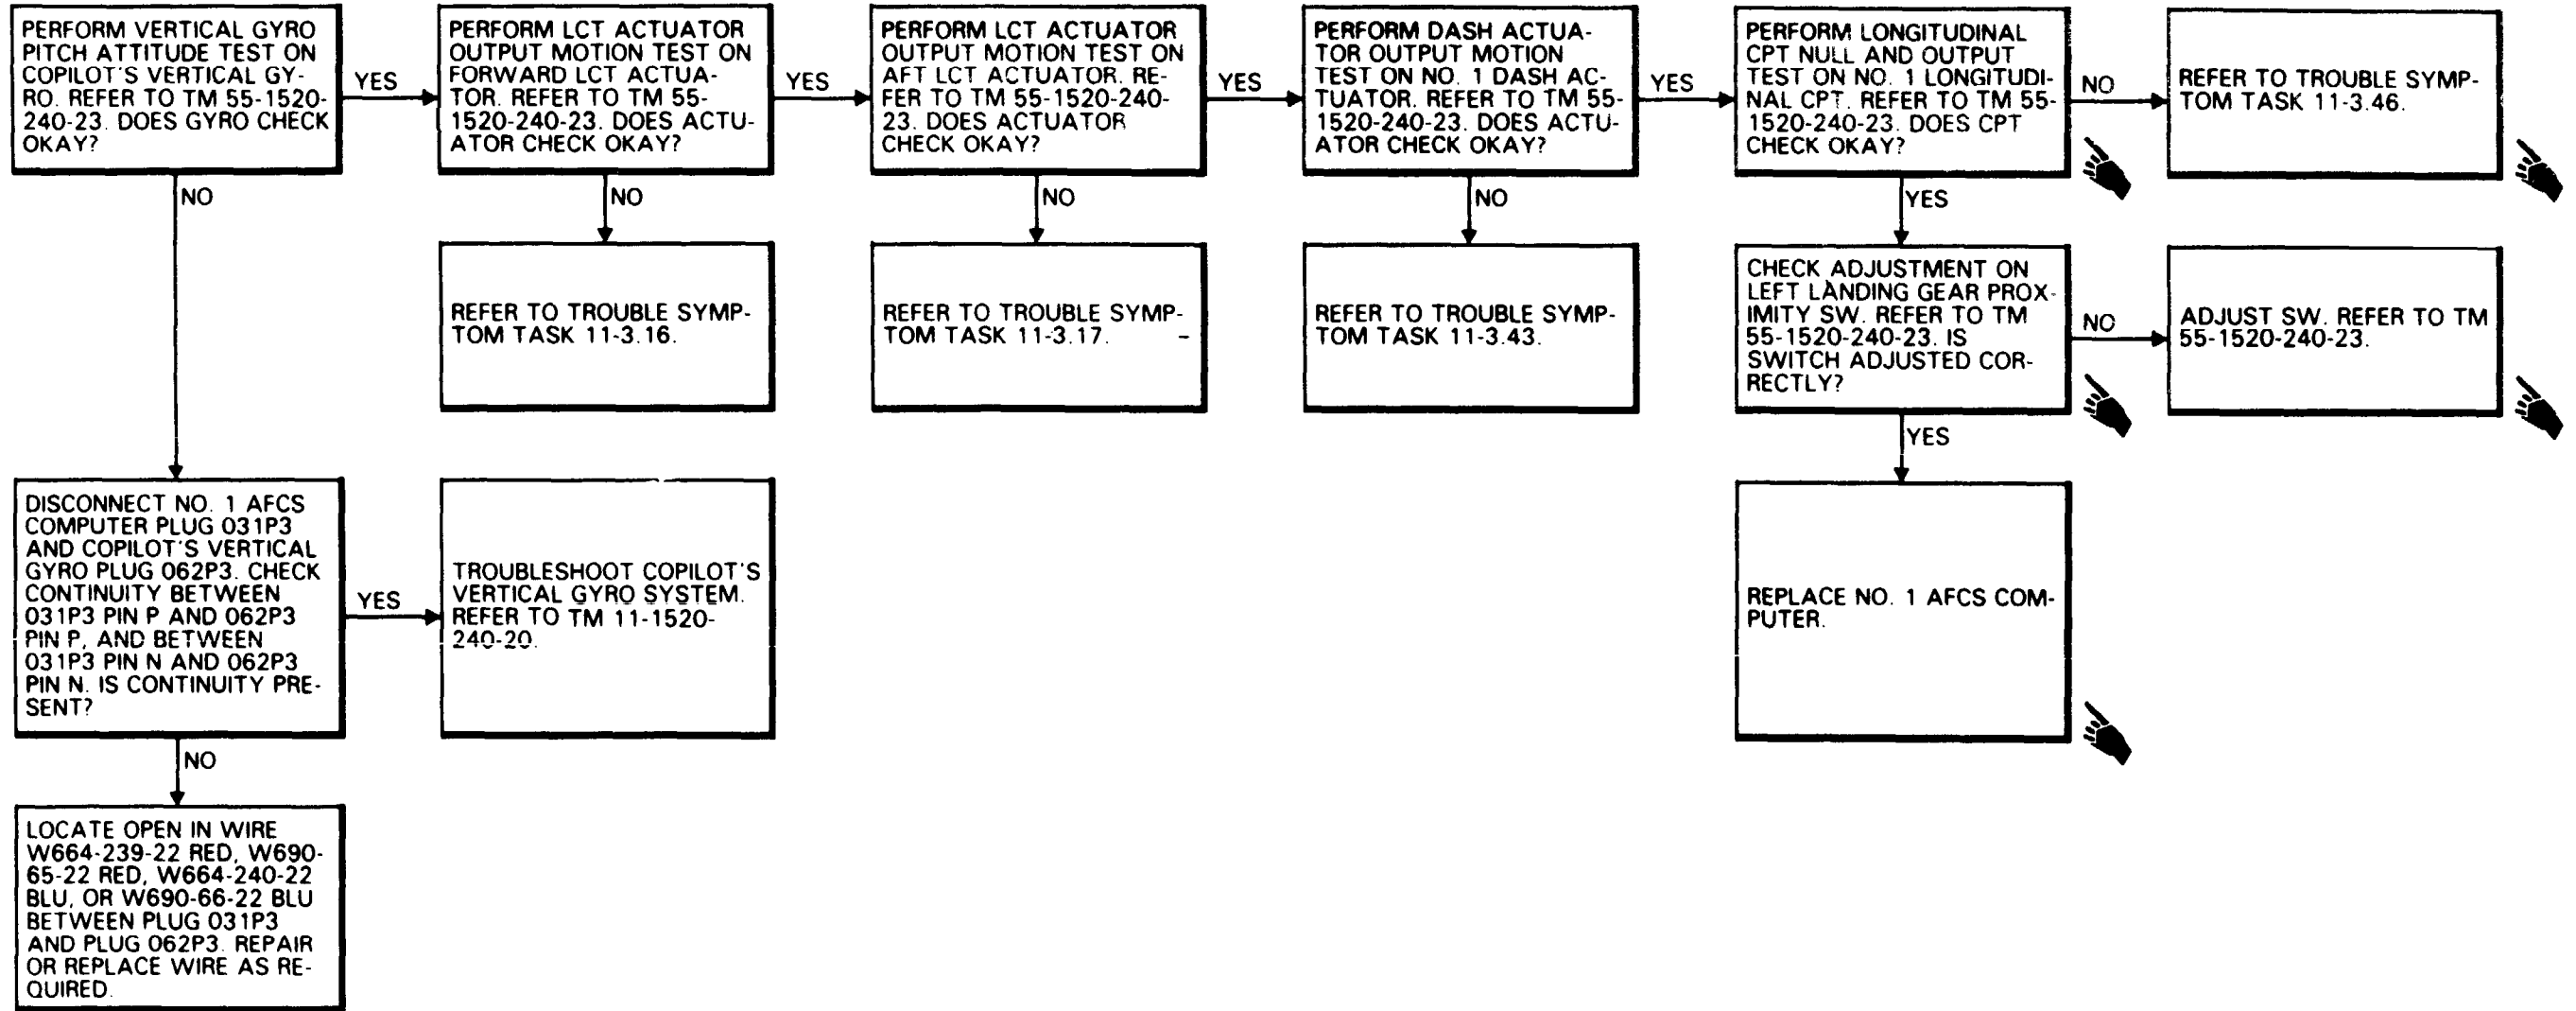 PERFORM VERTICAL GYRO
PITCH ATTITUDE TEST ON
COPILOT'S VERTICAL GY-
RO. REFER TO TM 55-1520-
240-23. DOES GYRO CHECK
OKAY?
YES
NO
PERFORM LCT ACTUATOR
OUTPUT MOTION TEST ON
FORWARD LCT ACTUA-
TOR. REFER TO TM 55-
1520-240-23. DOES ACTU-
ATOR CHECK OKAY?
YES
NO
PERFORM LCT ACTUATOR
OUTPUT MOTION TEST ON
AFT LCT ACTUATOR. RE-
FER TO TM 55-1520-240-
23. DOES ACTUATOR
CHECK OKAY?
YES
NO
PERFORM DASH ACTUA-
TOR OUTPUT MOTION
TEST ON NO. 1 DASH AC-
TUATOR. REFER TO TM 55-
1520-240-23. DOES ACTU-
ATOR CHECK OKAY?
YES
NO
PERFORM LONGITUDINAL
CPT NULL AND OUTPUT
TEST ON NO. 1 LONGITUDI-
NAL CPT. REFER TO TM 55-
1520-240-23. DOES CPT
CHECK OKAY?
NO
YES
REFER TO TROUBLE SYMP-
TOM TASK 11-3.46.
REFER TO TROUBLE SYMP-
TOM TASK 11-3.16.
REFER TO TROUBLE SYMP-
TOM TASK 11-3.17.
REFER TO TROUBLE SYMP-
TOM TASK 11-3.43.
CHECK ADJUSTMENT ON
LEFT LANDING GEAR PROX-
IMITY SW. REFER TO TM
55-1520-240-23. IS
SWITCH ADJUSTED COR-
RECTLY?
NO
YES
ADJUST SW. REFER TO TM
55-1520-240-23.
DISCONNECT NO. 1 AFCS
COMPUTER PLUG 031P3
AND COPILOT'S VERTICAL
GYRO PLUG 062P3. CHECK
CONTINUITY BETWEEN
031P3 PIN P AND 062P3
PIN P, AND BETWEEN
031P3 PIN N AND 062P3
PIN N. IS CONTINUITY PRE-
SENT?
YES
NO
TROUBLESHOOT COPILOT'S
VERTICAL GYRO SYSTEM.
REFER TO TM 11-1520-
240-20.
REPLACE NO. 1 AFCS COM-
PUTER.
LOCATE OPEN IN WIRE
W664-239-22 RED, W690-
65-22 RED, W664-240-22
BLU, OR W690-66-22 BLU
BETWEEN PLUG 031P3
AND PLUG 062P3. REPAIR
OR REPLACE WIRE AS RE-
QUIRED.